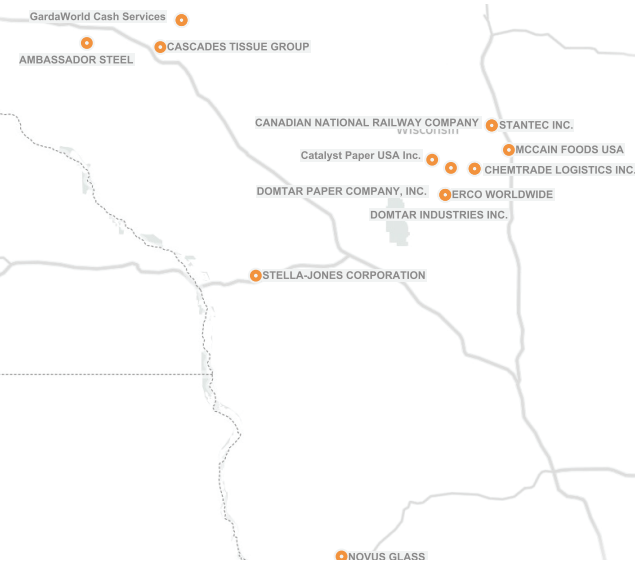 GardaWorld Cash Services
CASCADES TISSUE GROUP
AMBASSADOR STEEL
CANADIAN NATIONAL RAILWAY COMPANY
STANTEC INC.
Wisconsin
MCCAIN FOODS USA
Catalyst Paper USA Inc.
CHEMTRADE LOGISTICS INC.
DOMTAR PAPER COMPANY, INC.
ERCO WORLDWIDE
DOMTAR INDUSTRIES INC.
STELLA-JONES CORPORATION
NOVUS GLASS